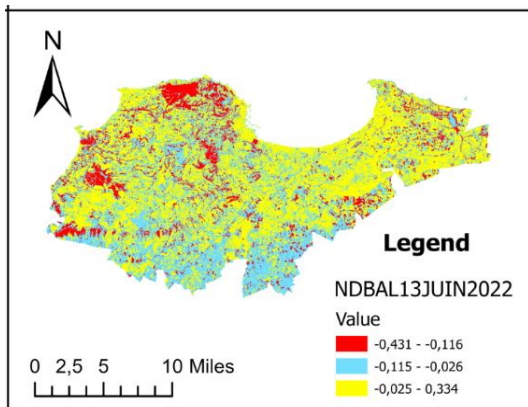 N
Legend
NDBAL13JUIN2022
Value
-0,431 - -0,116
-0,115 - -0,026
-0,025 - 0,334
0 2,5 5 10 Miles